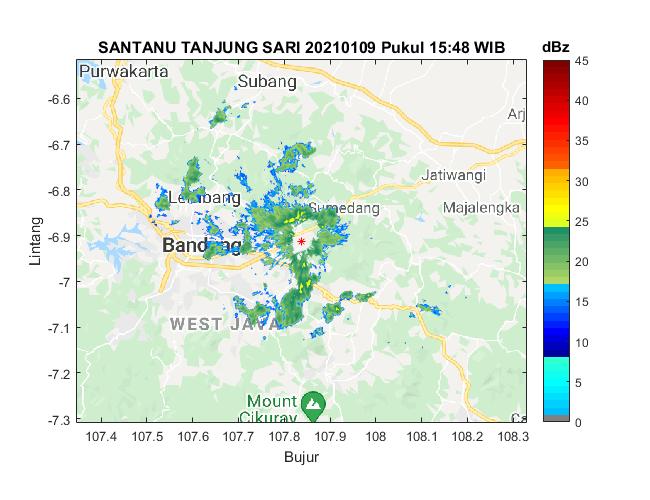 SANTANU TANJUNG SARI 20210109 Pukul 15:48 WIB
dBz
Purwakarta
Subang
Arj
Jatiwangi
Lembang
Sumedang
Majalengka
Bandung
WEST JAVA
Mount
Cikuray
-6.6
-6.7
-6.8
-6.9
-7
-7.1
-7.2
-7.3
Lintang
107.4 107.5 107.6 107.7 107.8 107.9 108 108.1 108.2 108.3
Bujur
45
40
35
30
25
20
15
10
5
0